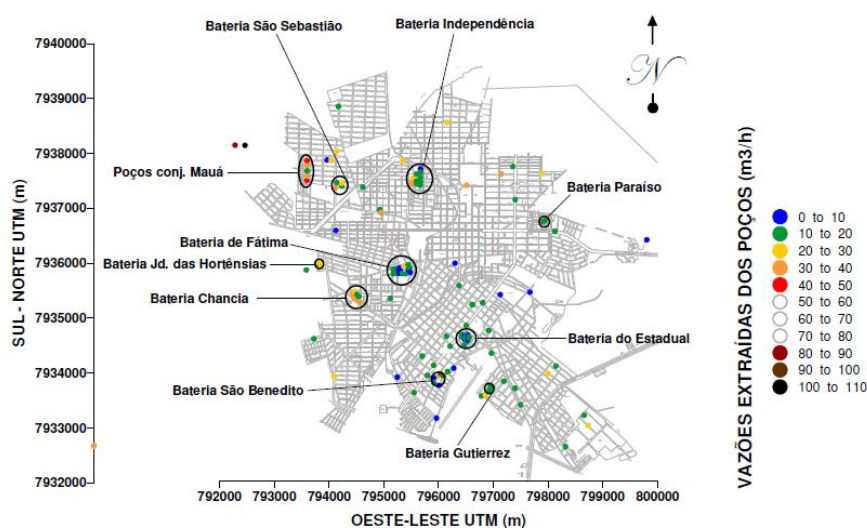 Bateria São Sebastião
Bateria Independência
N
7940000
7939000
7938000
7937000
7936000
7935000
7934000
7933000
7932000
SUL - NORTE UTM (m)
Poços conj. Mauá
Bateria Paraíso
Bateria de Fátima
Bateria Jd. das Hortênsias
Bateria Chancia
Bateria do Estadual
Bateria São Benedito
Bateria Gutierrez
792000 793000 794000 795000 796000 797000 798000 799000 800000
OESTE-LESTE UTM (m)
VAZÕES EXTRAÍDAS DOS POÇOS (m3/h)
0 to 10
10 to 20
20 to 30
30 to 40
40 to 50
50 to 60
60 to 70
70 to 80
80 to 90
90 to 100
100 to 110